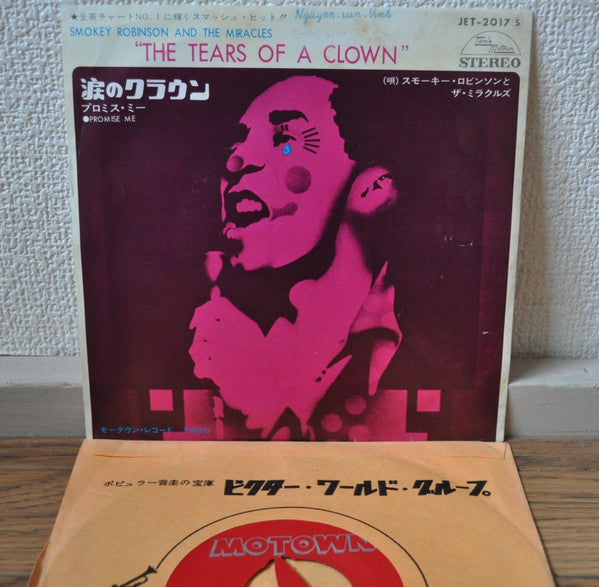 ★全英チャートNO.1に輝くスマッシュ・ヒット!!
Nguyen-van-Vinh
JET-2017 S
SMOKEY ROBINSON AND THE MIRACLES
"THE TEARS OF A CLOWN"
Tamla Motown
STEREO
涙のクラウン
プロミス・ミー
●PROMISE ME
(唄)スモーキー・ロビンソンと
ザ・ミラクルズ
モータウン・レコード ¥400
ポピュラー音楽の宝庫 ビクター・ワールド・グループ。
MOTOWN